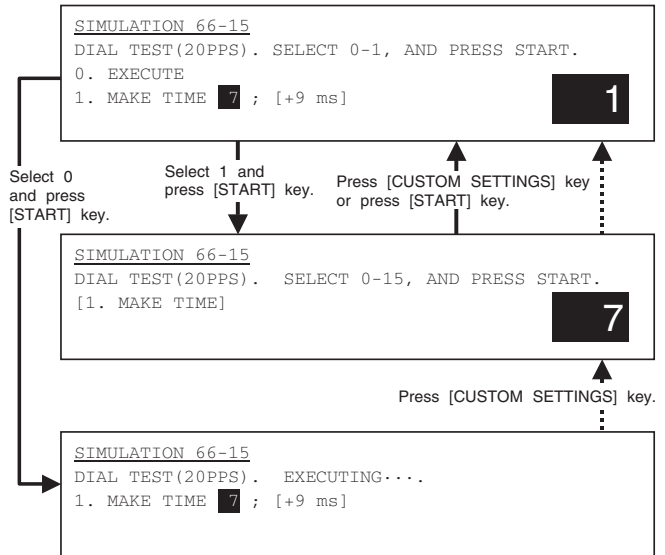 SIMULATION 66-15
DIAL TEST(20PPS). SELECT 0-1, AND PRESS START.
0. EXECUTE
1. MAKE TIME 7 ; [+9 ms]
1
Select 0
and press
[START] key.
Select 1 and
press [START] key.
Press [CUSTOM SETTINGS] key
or press [START] key.
SIMULATION 66-15
DIAL TEST(20PPS). SELECT 0-15, AND PRESS START.
[1. MAKE TIME]
7
Press [CUSTOM SETTINGS] key.
SIMULATION 66-15
DIAL TEST(20PPS). EXECUTING····.
1. MAKE TIME 7 ; [+9 ms]